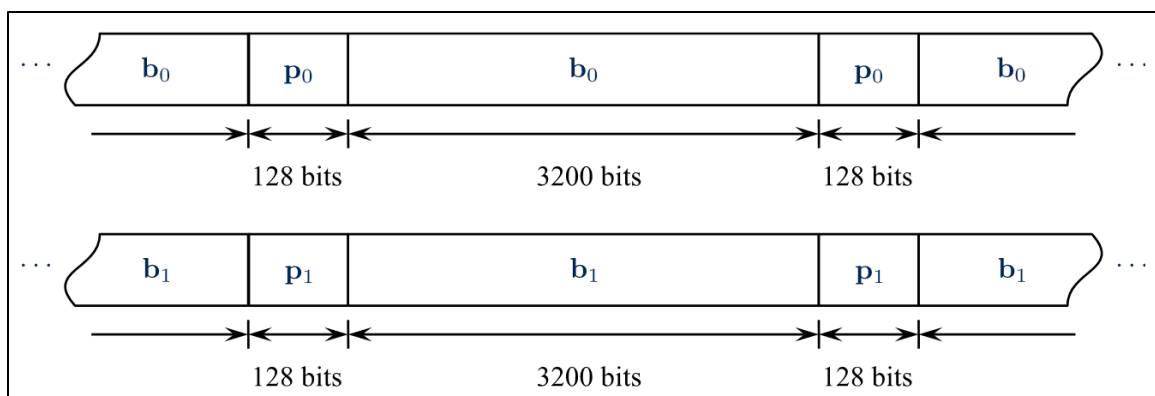 ... b₀ p₀ b₀ p₀ b₀ ...
128 bits 3200 bits 128 bits
... b₁ p₁ b₁ p₁ b₁ ...
128 bits 3200 bits 128 bits